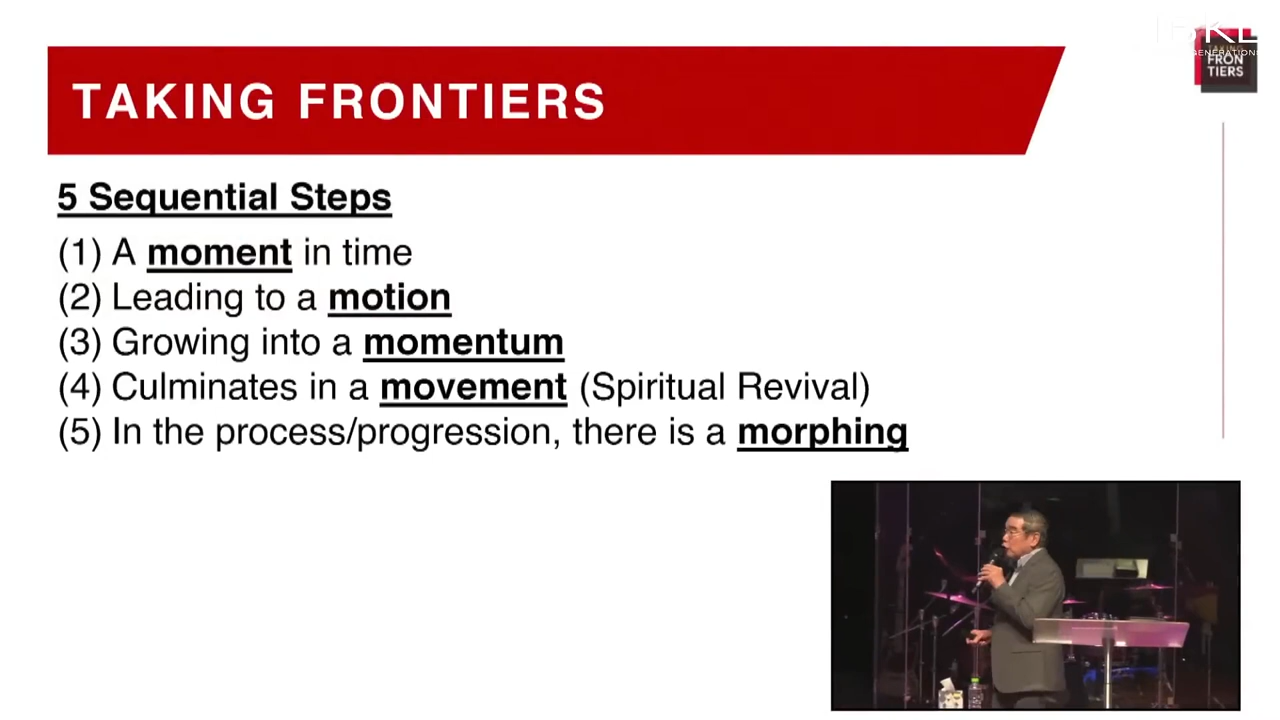 TAKING FRONTIERS
TAKING
FRON
TIERS
5 Sequential Steps
(1) A moment in time
(2) Leading to a motion
(3) Growing into a momentum
(4) Culminates in a movement (Spiritual Revival)
(5) In the process/progression, there is a morphing